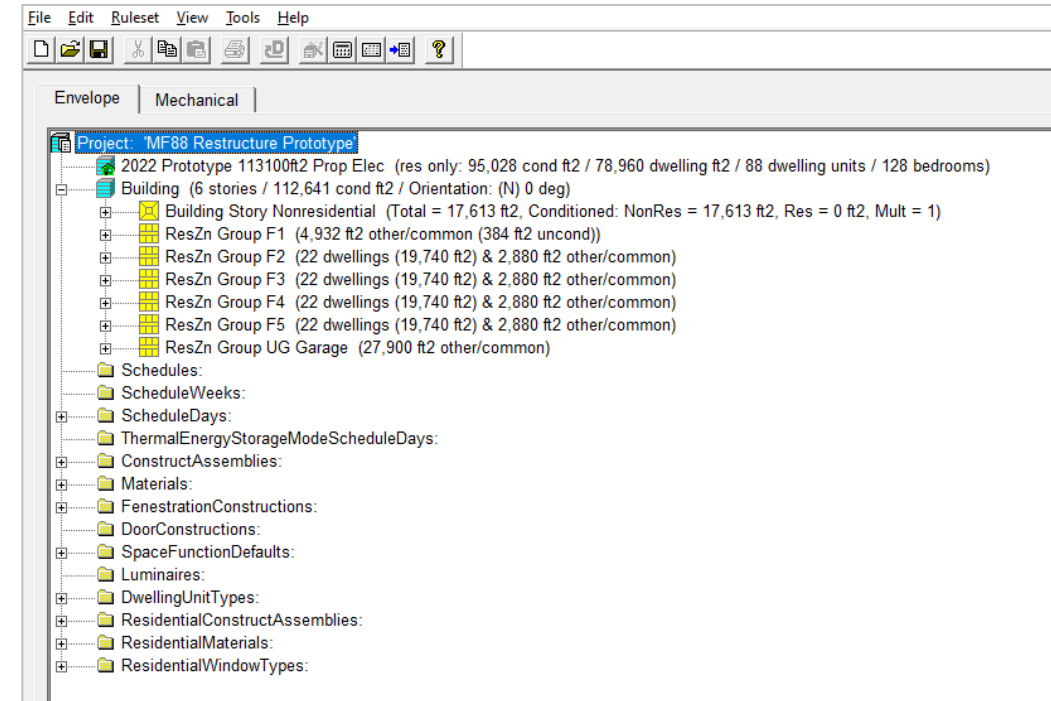 File Edit Ruleset View Tools Help
Envelope Mechanical
Project: 'MF88 Restructure Prototype'
2022 Prototype 113100ft2 Prop Elec (res only: 95,028 cond ft2 / 78,960 dwelling ft2 / 88 dwelling units / 128 bedrooms)
Building (6 stories / 112,641 cond ft2 / Orientation: (N) 0 deg)
Building Story Nonresidential (Total = 17,613 ft2, Conditioned: NonRes = 17,613 ft2, Res = 0 ft2, Mult = 1)
ResZn Group F1 (4,932 ft2 other/common (384 ft2 uncond))
ResZn Group F2 (22 dwellings (19,740 ft2) & 2,880 ft2 other/common)
ResZn Group F3 (22 dwellings (19,740 ft2) & 2,880 ft2 other/common)
ResZn Group F4 (22 dwellings (19,740 ft2) & 2,880 ft2 other/common)
ResZn Group F5 (22 dwellings (19,740 ft2) & 2,880 ft2 other/common)
ResZn Group UG Garage (27,900 ft2 other/common)
Schedules:
ScheduleWeeks:
ScheduleDays:
ThermalEnergyStorageModeScheduleDays:
ConstructAssemblies:
Materials:
FenestrationConstructions:
DoorConstructions:
SpaceFunctionDefaults:
Luminaires:
DwellingUnitTypes:
ResidentialConstructAssemblies:
ResidentialMaterials:
ResidentialWindowTypes: